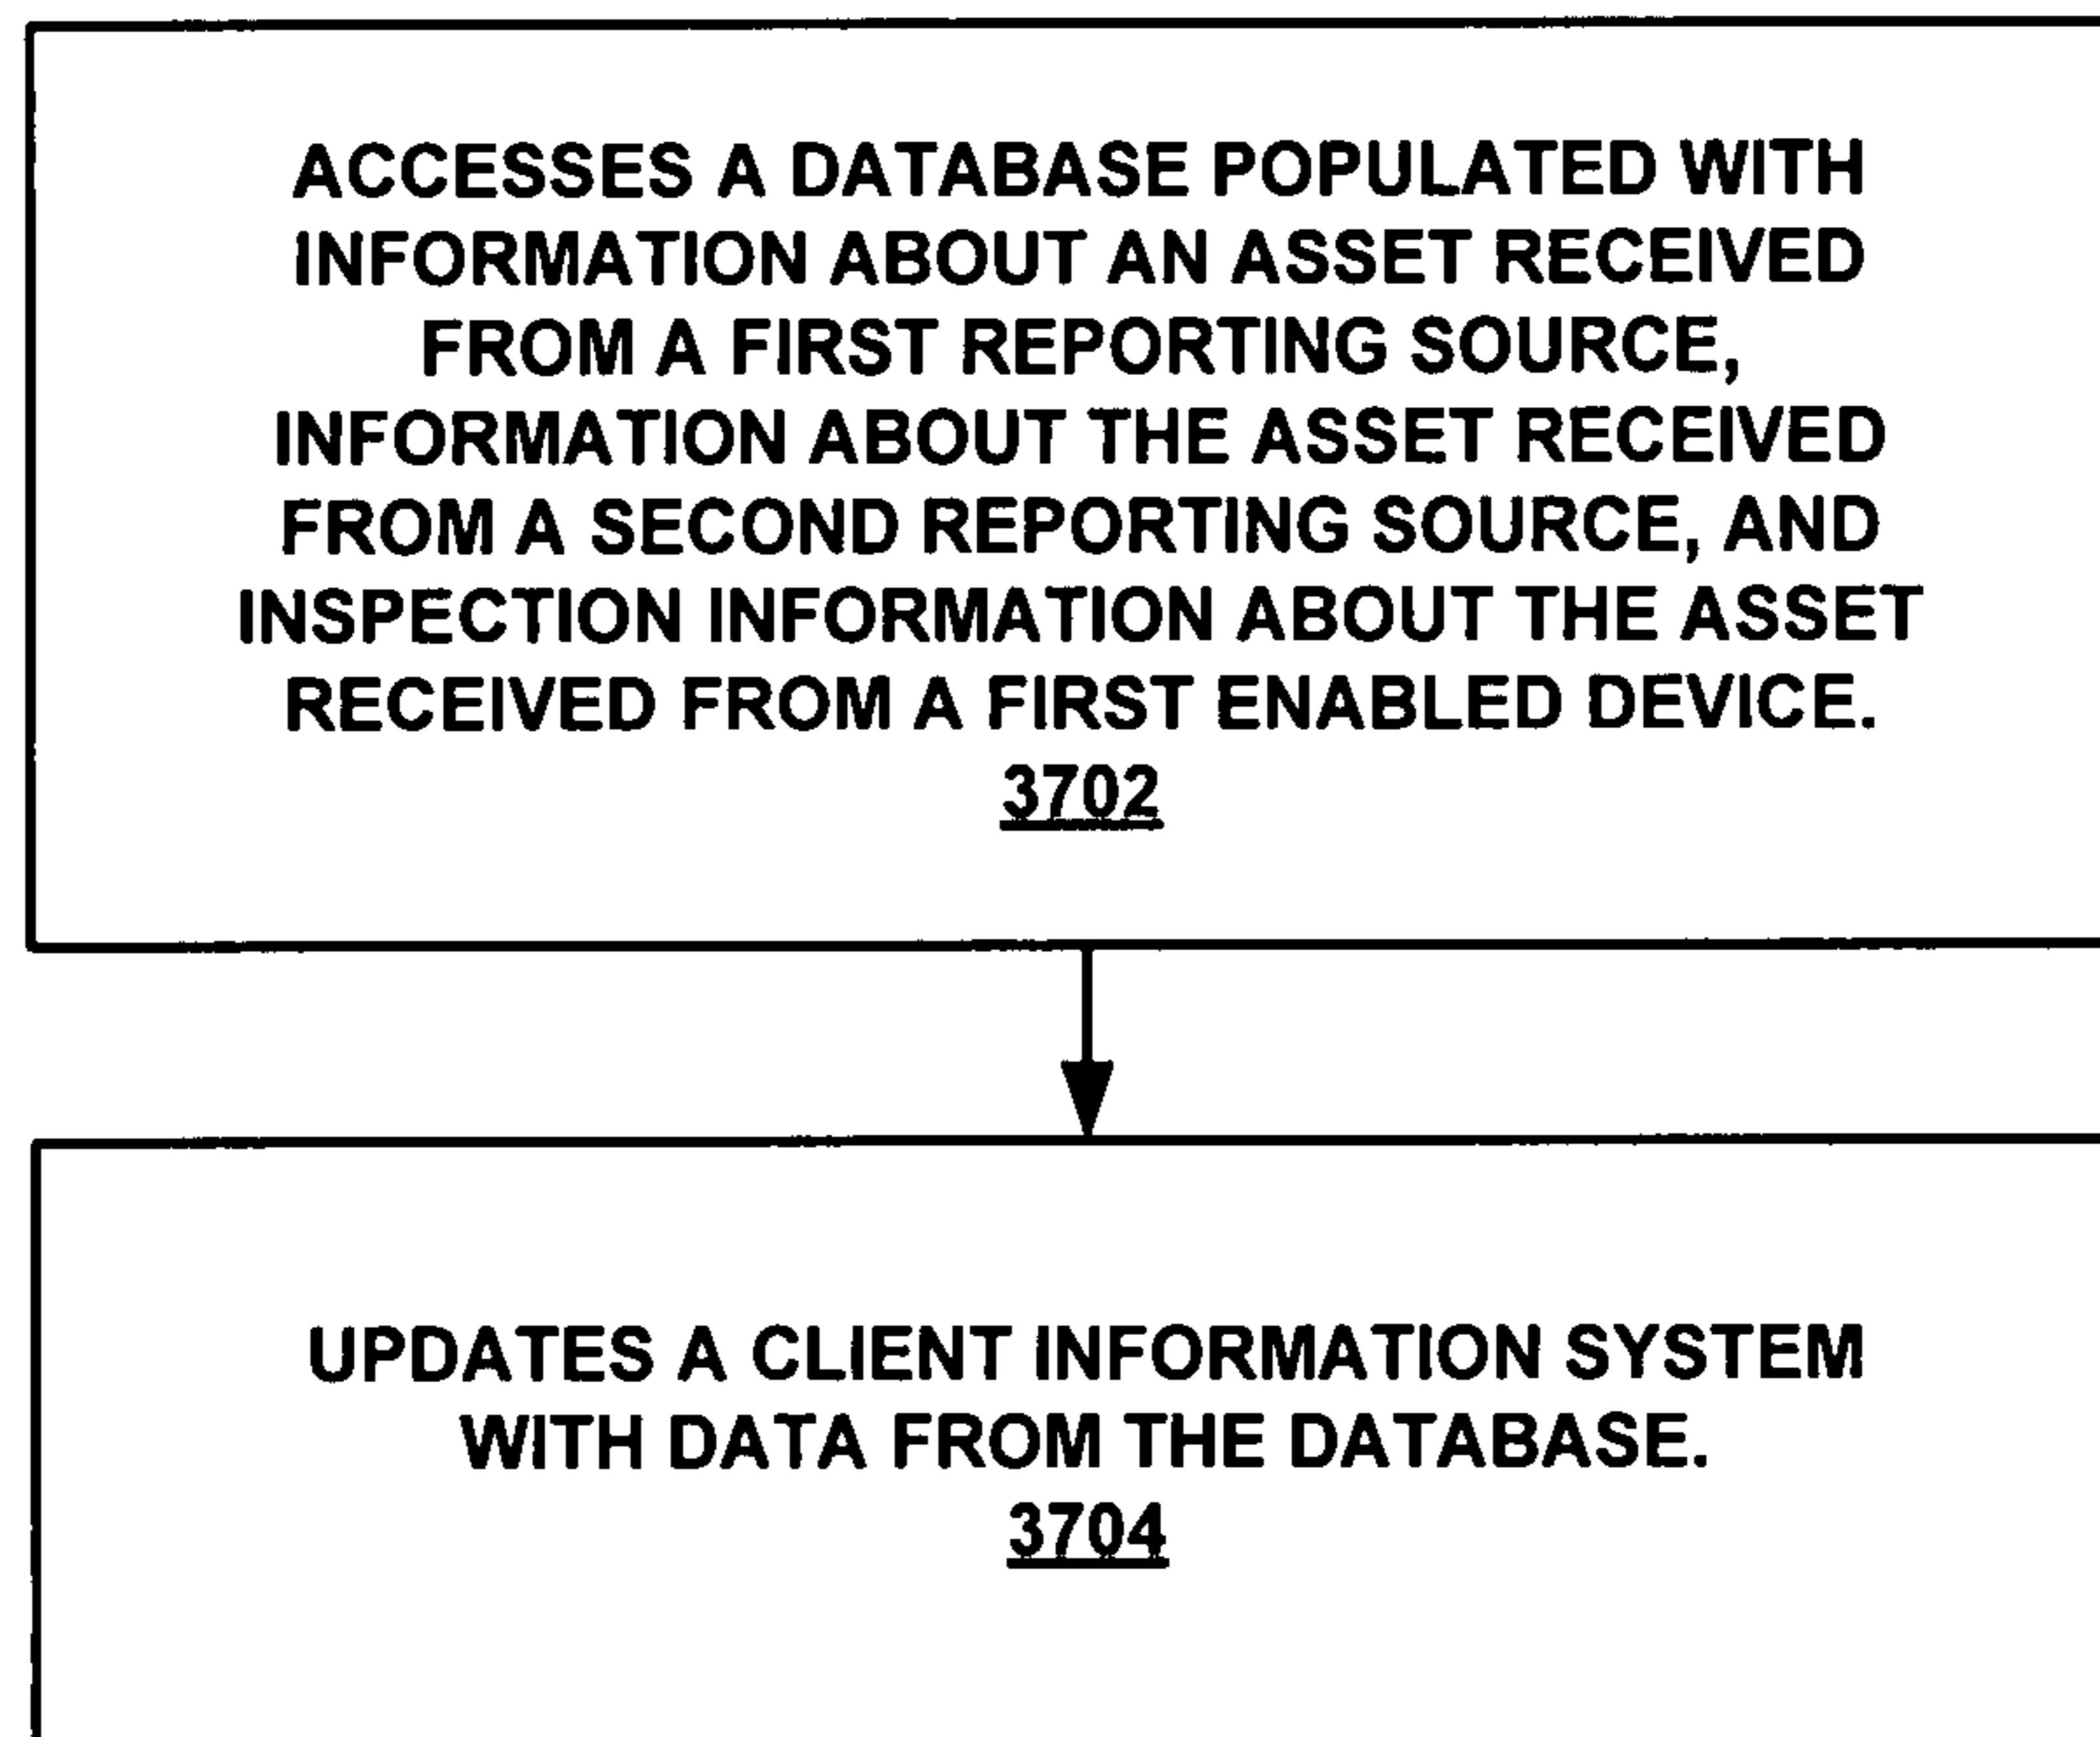 ACCESSES A DATABASE POPULATED WITH
INFORMATION ABOUT AN ASSET RECEIVED
FROM A FIRST REPORTING SOURCE,
INFORMATION ABOUT THE ASSET RECEIVED
FROM A SECOND REPORTING SOURCE, AND
INSPECTION INFORMATION ABOUT THE ASSET
RECEIVED FROM A FIRST ENABLED DEVICE.
3702
UPDATES A CLIENT INFORMATION SYSTEM
WITH DATA FROM THE DATABASE.
3704